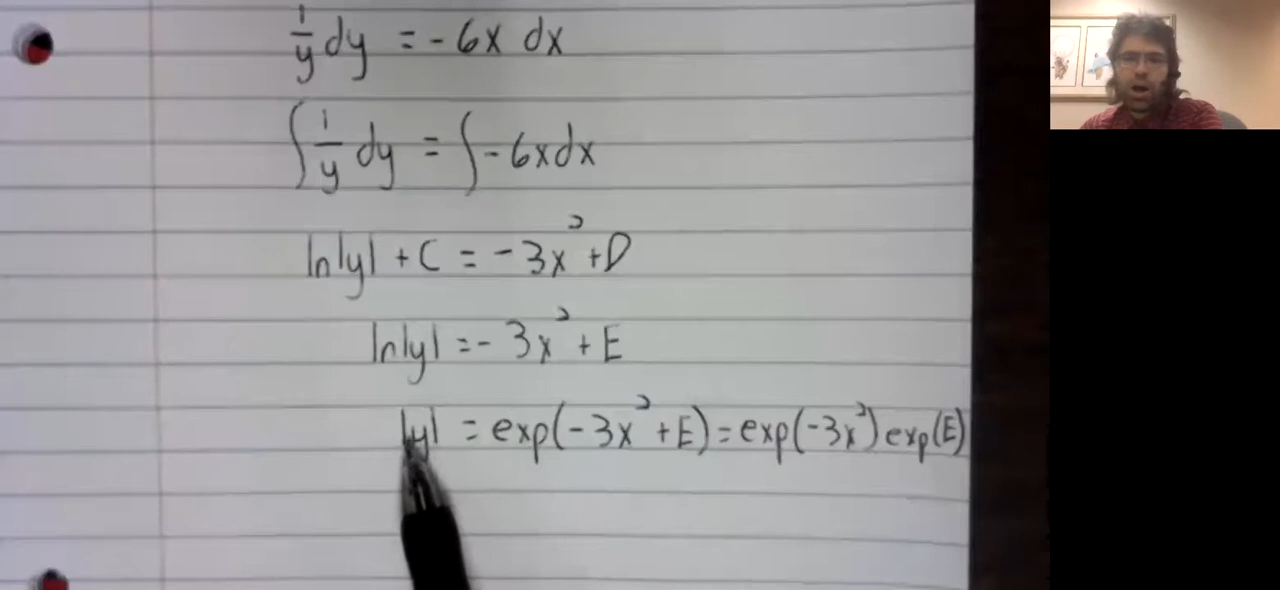 1/y dy = -6x dx
∫ 1/y dy = ∫ -6x dx
ln|y| + C = -3x² + D
ln|y| = -3x² + E
|y| = exp(-3x² + E) = exp(-3x²) exp(E)